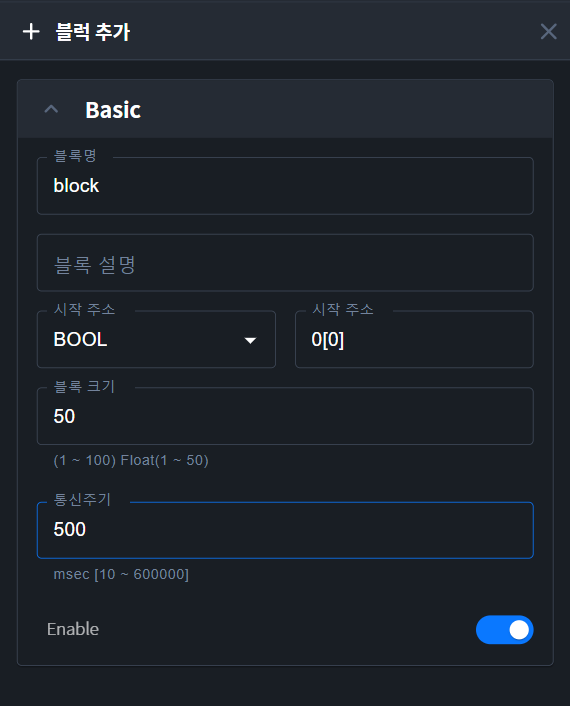 블럭 추가
Basic
블록명
block
블록 설명
시작 주소
BOOL
시작 주소
0[0]
블록 크기
50
(1 ~ 100) Float(1 ~ 50)
통신주기
500
msec [10 ~ 600000]
Enable